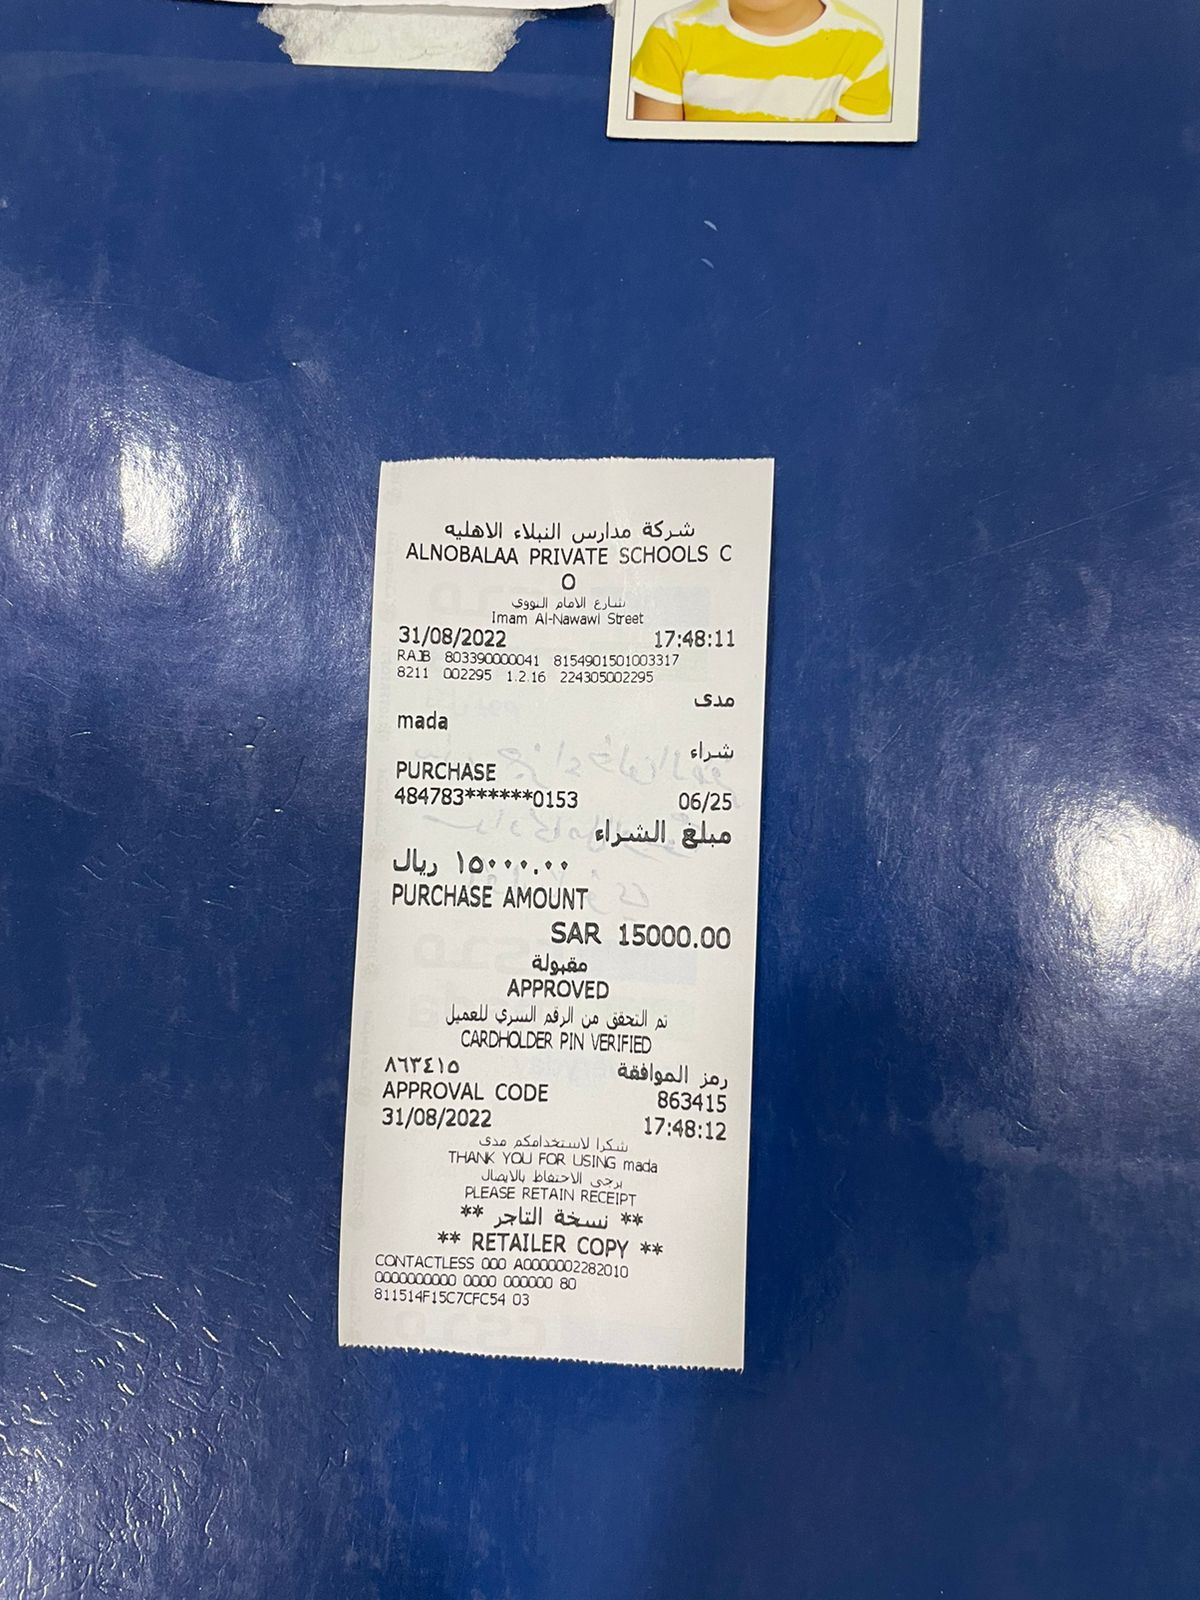 شركة مدارس النبلاء الاهليه
ALNOBALAA PRIVATE SCHOOLS C
O
شارع الامام النووي
Imam Al-Nawawi Street
31/08/2022 17:48:11
RAJB 803390000041 8154901501003317
8211 002295 1.2.16 224305002295
مدى
mada
شراء
PURCHASE
484783******0153 06/25
مبلغ الشراء
١٥٠٠٠.٠٠ ريال
PURCHASE AMOUNT
SAR 15000.00
مقبولة
APPROVED
تم التحقق من الرقم السري للعميل
CARDHOLDER PIN VERIFIED
رمز الموافقة ٨٦٣٤١٥
APPROVAL CODE 863415
31/08/2022 17:48:12
شكرا لاستخدامكم مدى
THANK YOU FOR USING mada
يرجى الاحتفاظ بالايصال
PLEASE RETAIN RECEIPT
** نسخة التاجر **
** RETAILER COPY **
CONTACTLESS 000 A0000002282010
0000000000 0000 000000 80
811514F15C7CFC54 03